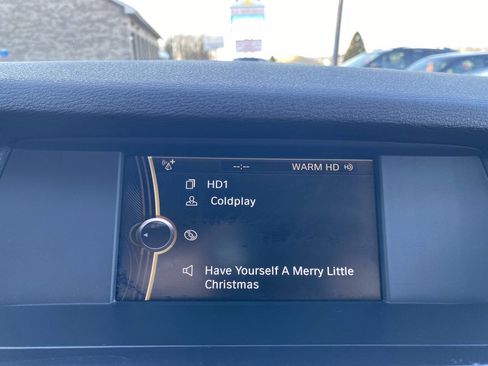 --:-- WARM HD
HD1
Coldplay
Have Yourself A Merry Little
Christmas